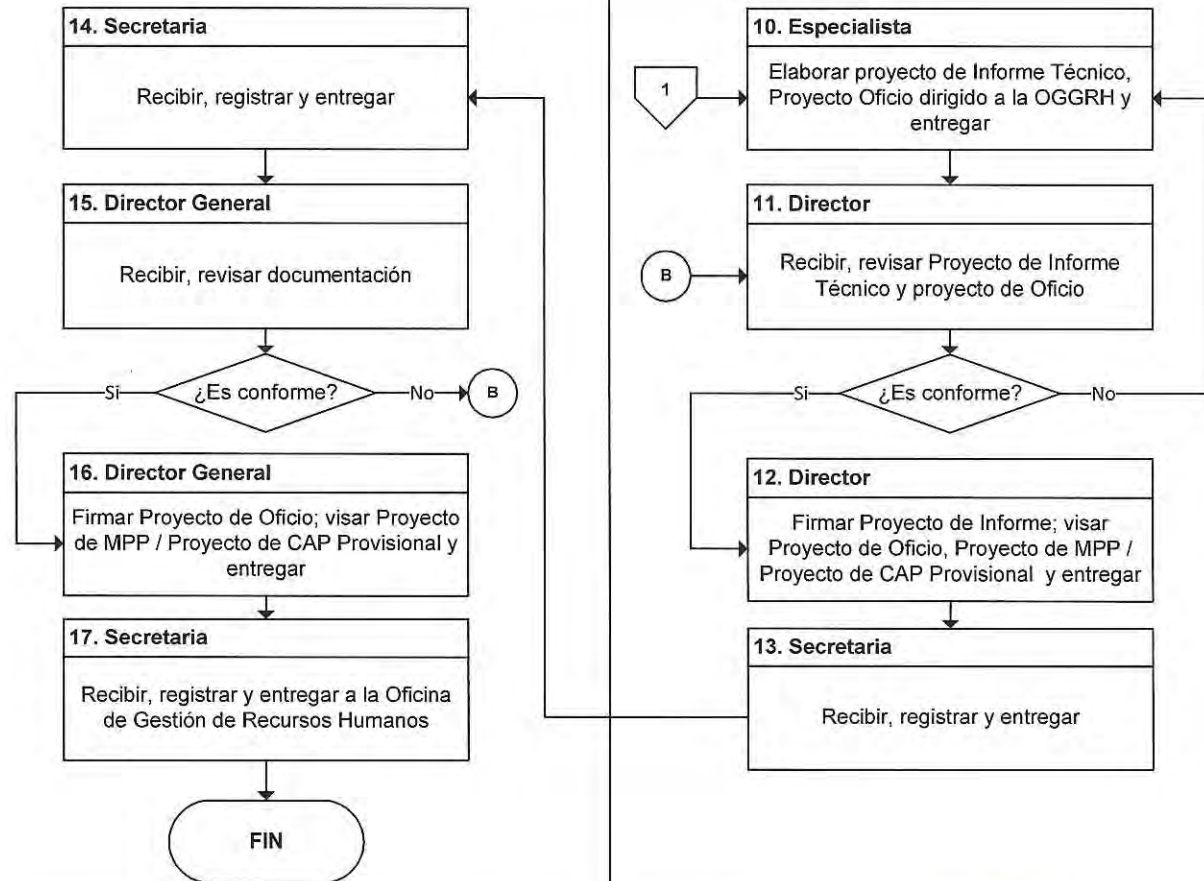 14. Secretaria
Recibir, registrar y entregar
15. Director General
Recibir, revisar documentación
Si
¿Es conforme?
No
B
16. Director General
Firmar Proyecto de Oficio; visar Proyecto
de MPP / Proyecto de CAP Provisional y
entregar
17. Secretaria
Recibir, registrar y entregar a la Oficina
de Gestión de Recursos Humanos
FIN
10. Especialista
1
Elaborar proyecto de Informe Técnico,
Proyecto Oficio dirigido a la OGGRH y
entregar
11. Director
B
Recibir, revisar Proyecto de Informe
Técnico y proyecto de Oficio
Si
¿Es conforme?
No
12. Director
Firmar Proyecto de Informe; visar
Proyecto de Oficio, Proyecto de MPP /
Proyecto de CAP Provisional y entregar
13. Secretaria
Recibir, registrar y entregar